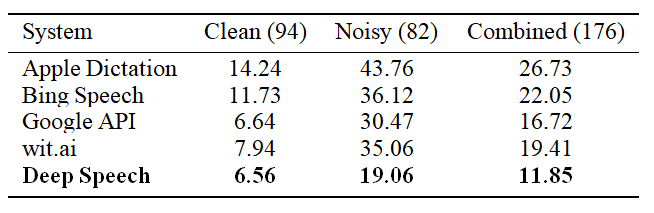 System Clean (94) Noisy (82) Combined (176)
Apple Dictation 14.24 43.76 26.73
Bing Speech 11.73 36.12 22.05
Google API 6.64 30.47 16.72
wit.ai 7.94 35.06 19.41
Deep Speech 6.56 19.06 11.85